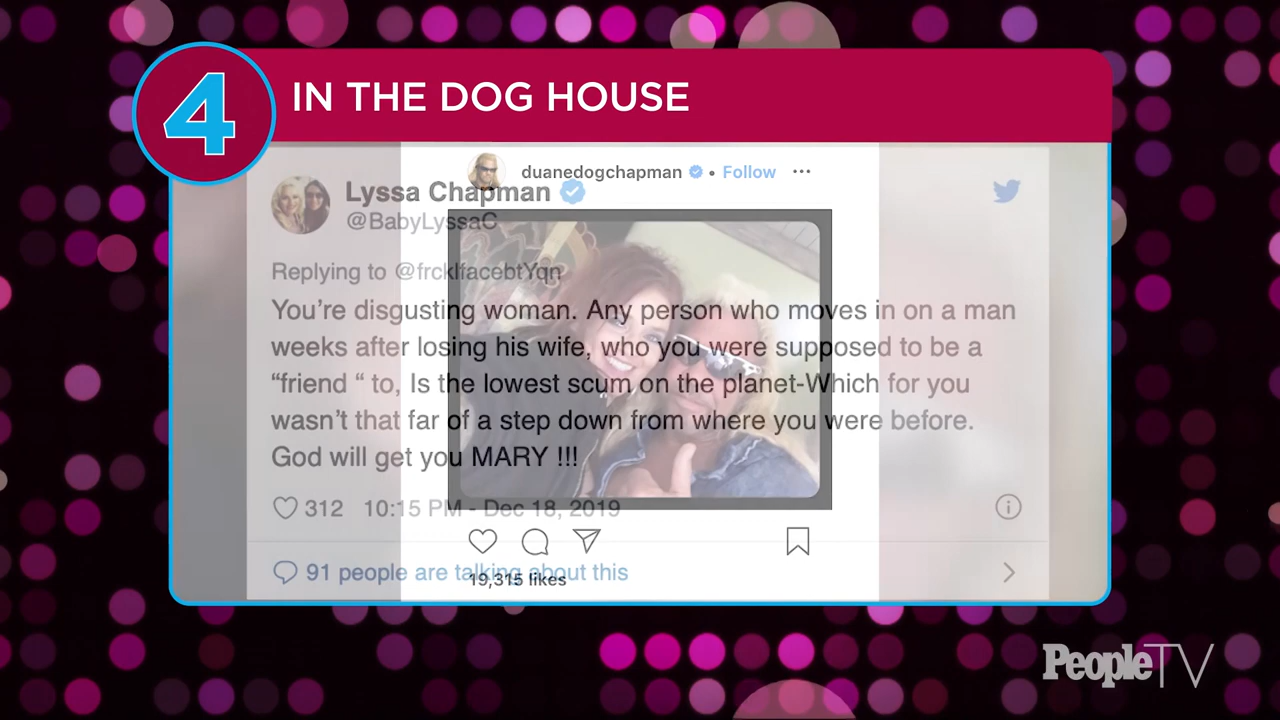 4
IN THE DOG HOUSE
duanedogchapman • Follow ...
Lyssa Chapman
@BabyLyssaC
Replying to @frcklfacebtYqn
You're disgusting woman. Any person who moves in on a man
weeks after losing his wife, who you were supposed to be a
“friend “ to, Is the lowest scum on the planet-Which for you
wasn't that far of a step down from where you were before.
God will get you MARY !!!
312 10:15 PM - Dec 18, 2019
91 people are talking about this
19,315 likes
PeopleTV